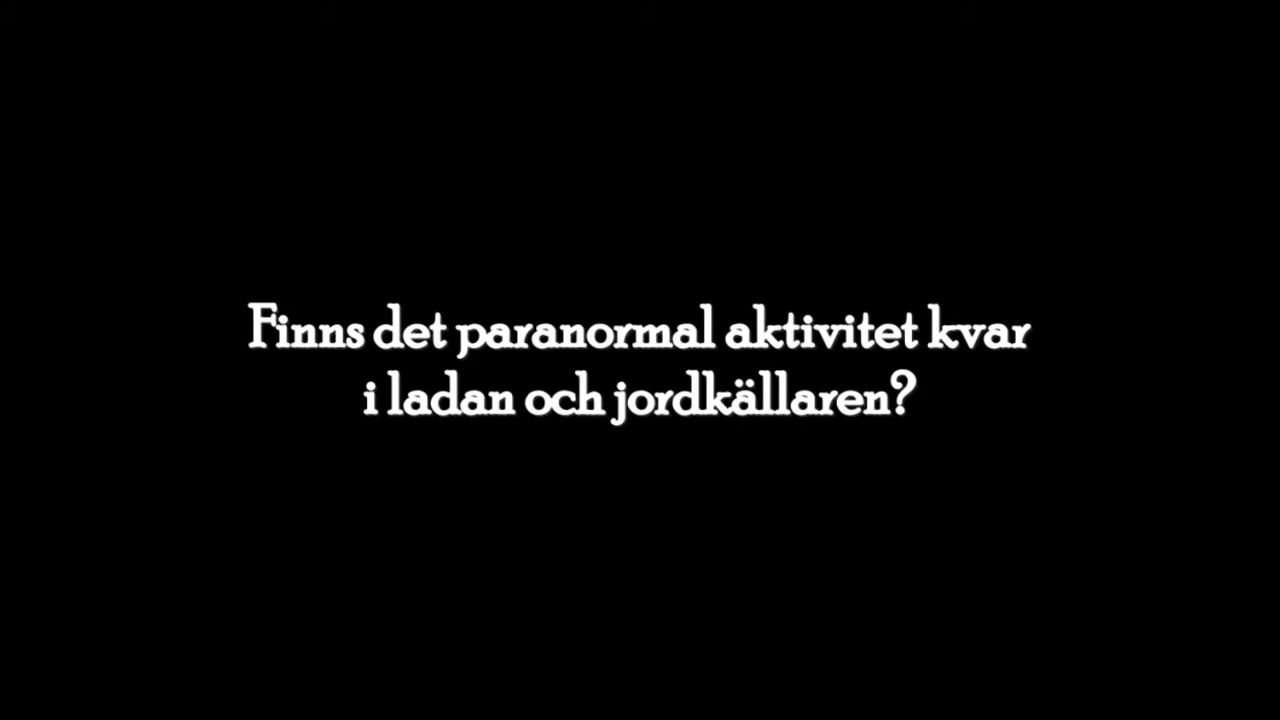 Finns det paranormal aktivitet kvar
i ladan och jordkällaren?